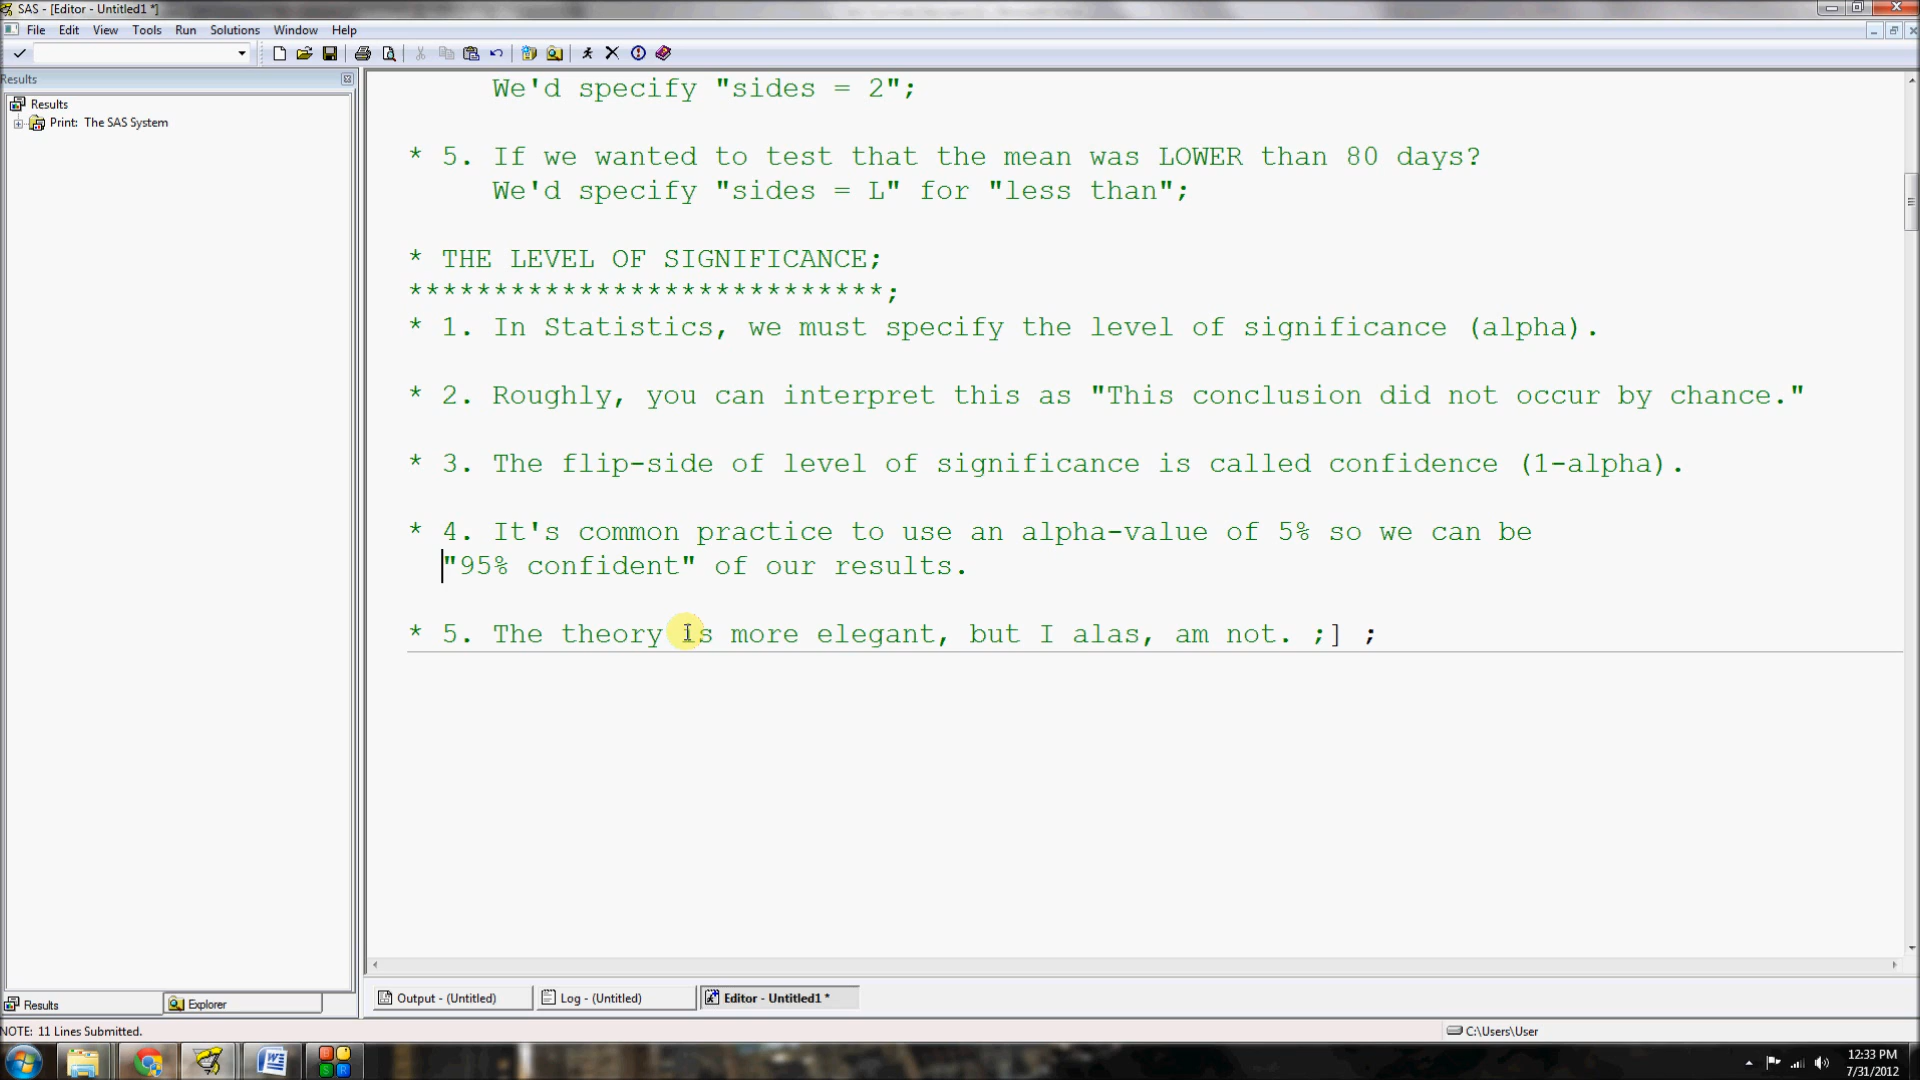 SAS - [Editor - Untitled1 *]
File Edit View Tools Run Solutions Window Help
Results
Results
Print: The SAS System
We'd specify "sides = 2";
* 5. If we wanted to test that the mean was LOWER than 80 days?
We'd specify "sides = L" for "less than";
* THE LEVEL OF SIGNIFICANCE;
****************************;
* 1. In Statistics, we must specify the level of significance (alpha).
* 2. Roughly, you can interpret this as "This conclusion did not occur by chance."
* 3. The flip-side of level of significance is called confidence (1-alpha).
* 4. It's common practice to use an alpha-value of 5% so we can be
"95% confident" of our results.
* 5. The theory is more elegant, but I alas, am not. ;] ;
Results Explorer
Output - (Untitled) Log - (Untitled) Editor - Untitled1 *
NOTE: 11 Lines Submitted. C:\Users\User
12:33 PM
7/31/2012